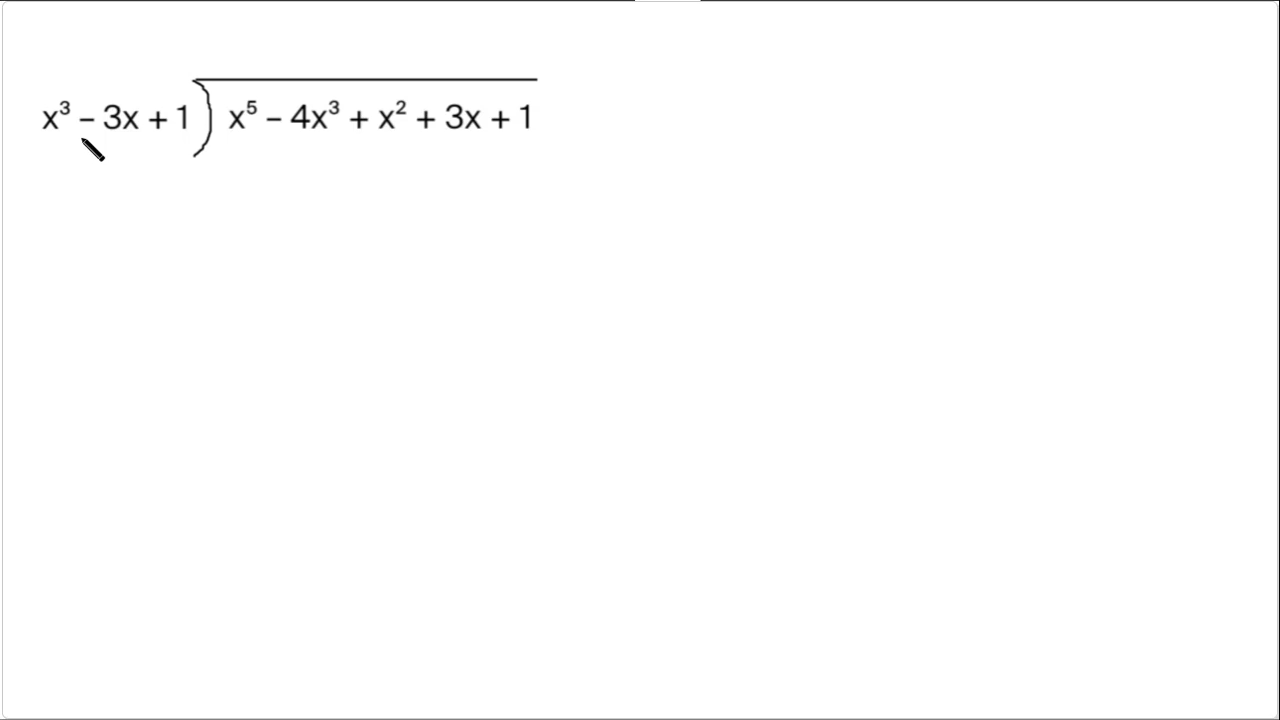 x³ – 3x + 1 ) x⁵ – 4x³ + x² + 3x + 1